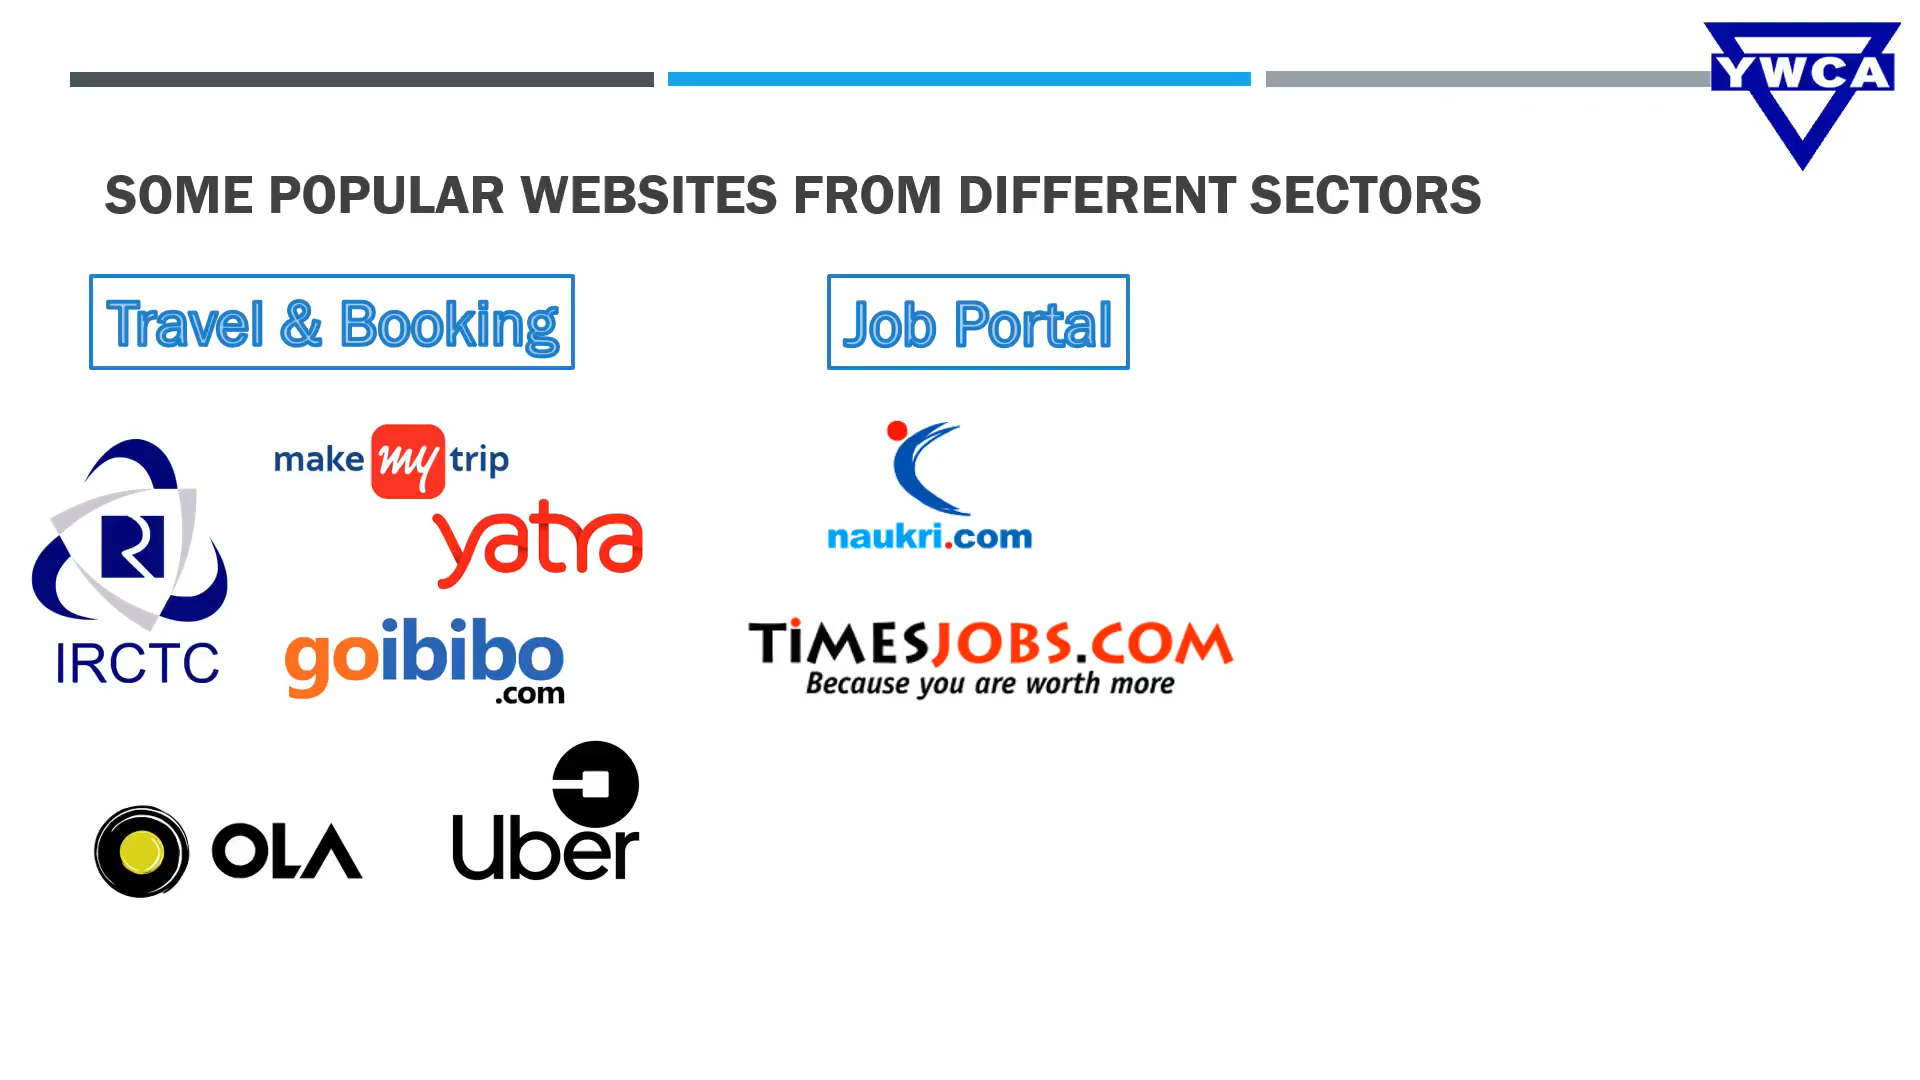 YWCA
SOME POPULAR WEBSITES FROM DIFFERENT SECTORS
Travel & Booking
make my trip
yatra
R
IRCTC
goibibo
.com
OLA
Uber
Job Portal
naukri.com
TiMESJOBS.COM
Because you are worth more